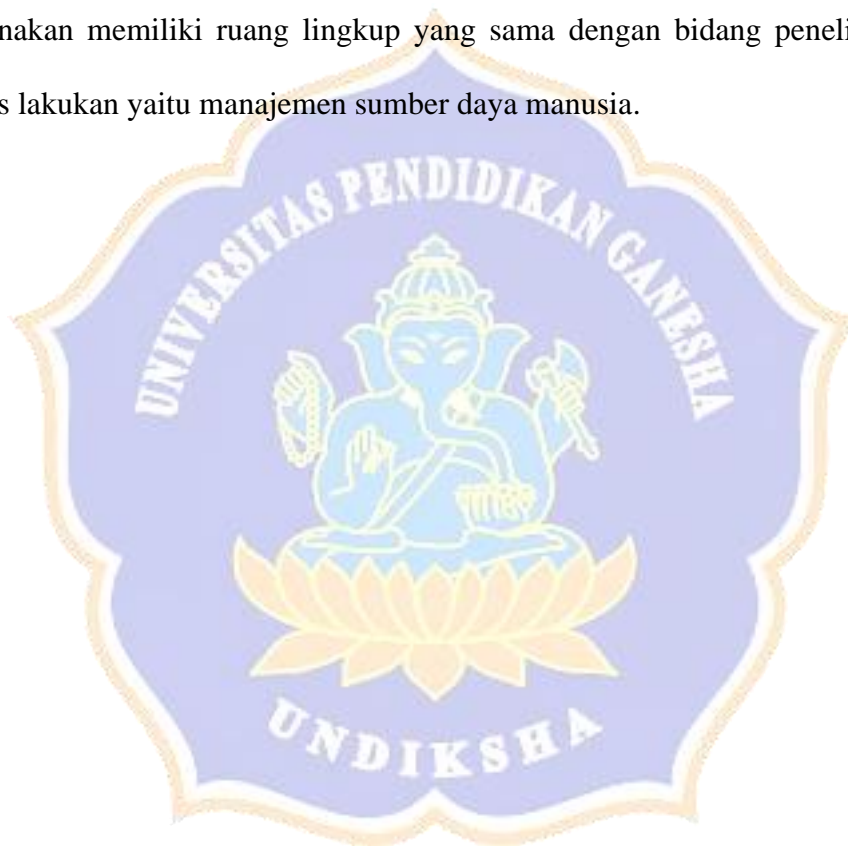 nakan memiliki ruang lingkup yang sama dengan bidang peneli
s lakukan yaitu manajemen sumber daya manusia.
UNIVERSITAS PENDIDIKAN GANESHA
UNDIKSHA